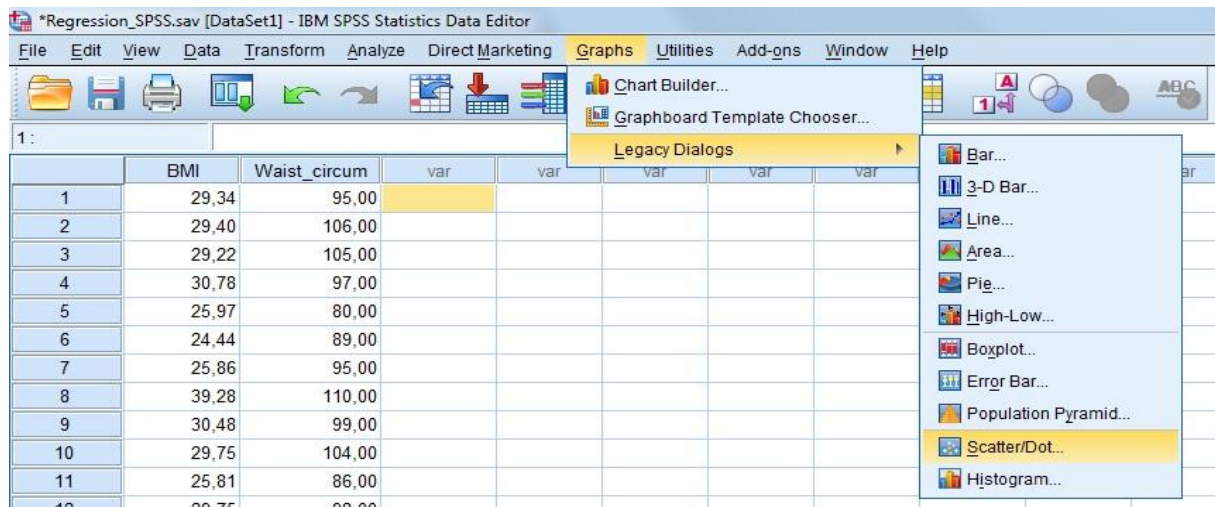 *Regression_SPSS.sav [DataSet1] - IBM SPSS Statistics Data Editor
File Edit View Data Transform Analyze Direct Marketing Graphs Utilities Add-ons Window Help
Chart Builder...
Graphboard Template Chooser...
Legacy Dialogs
Bar...
3-D Bar...
Line...
Area...
Pie...
High-Low...
Boxplot...
Error Bar...
Population Pyramid...
Scatter/Dot...
Histogram...
A
1
ABC
1 :
BMI Waist_circum var var var var var
1 29,34 95,00
2 29,40 106,00
3 29,22 105,00
4 30,78 97,00
5 25,97 80,00
6 24,44 89,00
7 25,86 95,00
8 39,28 110,00
9 30,48 99,00
10 29,75 104,00
11 25,81 86,00